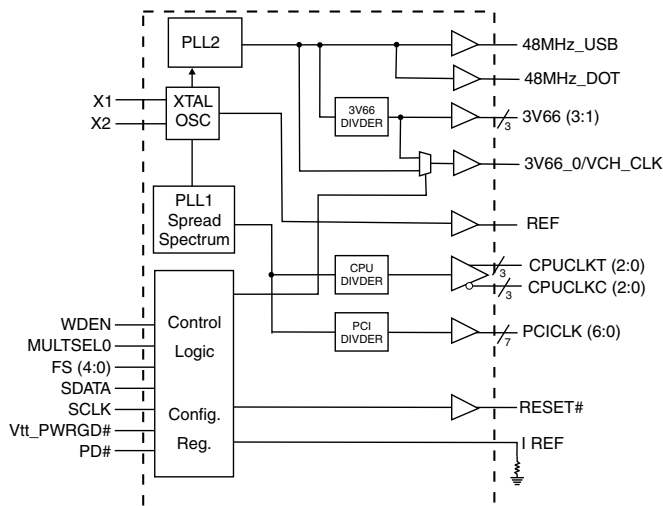 PLL2
48MHz_USB
48MHz_DOT
X1
X2
XTAL
OSC
3V66
DIVDER
3
3V66 (3:1)
3V66_0/VCH_CLK
PLL1
Spread
Spectrum
REF
CPU
DIVDER
3
CPUCLKT (2:0)
3
CPUCLKC (2:0)
PCI
DIVDER
7
PCICLK (6:0)
WDEN
MULTSEL0
FS (4:0)
SDATA
SCLK
Vtt_PWRGD#
PD#
Control
Logic
Config.
Reg.
RESET#
I REF